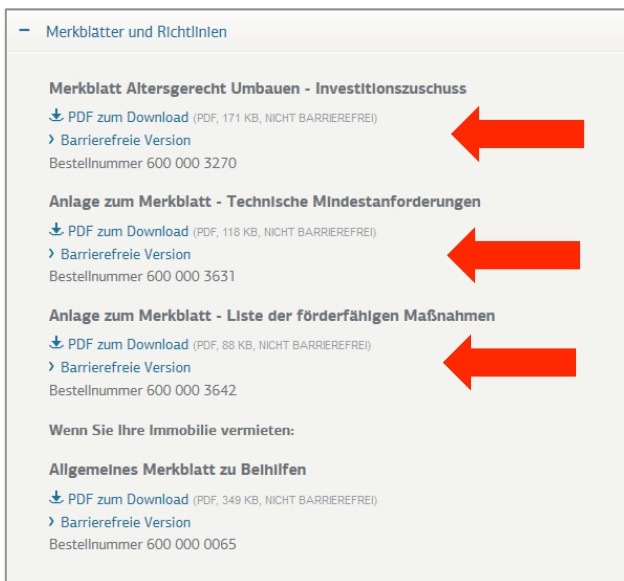 Merkblätter und Richtlinien
Merkblatt Altersgerecht Umbauen - Investitionszuschuss
PDF zum Download (PDF, 171 KB, NICHT BARRIEREFREI)
Barrierefreie Version
Bestellnummer 600 000 3270
Anlage zum Merkblatt - Technische Mindestanforderungen
PDF zum Download (PDF, 118 KB, NICHT BARRIEREFREI)
Barrierefreie Version
Bestellnummer 600 000 3631
Anlage zum Merkblatt - Liste der förderfähigen Maßnahmen
PDF zum Download (PDF, 88 KB, NICHT BARRIEREFREI)
Barrierefreie Version
Bestellnummer 600 000 3642
Wenn Sie Ihre Immobilie vermieten:
Allgemeines Merkblatt zu Beihilfen
PDF zum Download (PDF, 349 KB, NICHT BARRIEREFREI)
Barrierefreie Version
Bestellnummer 600 000 0065